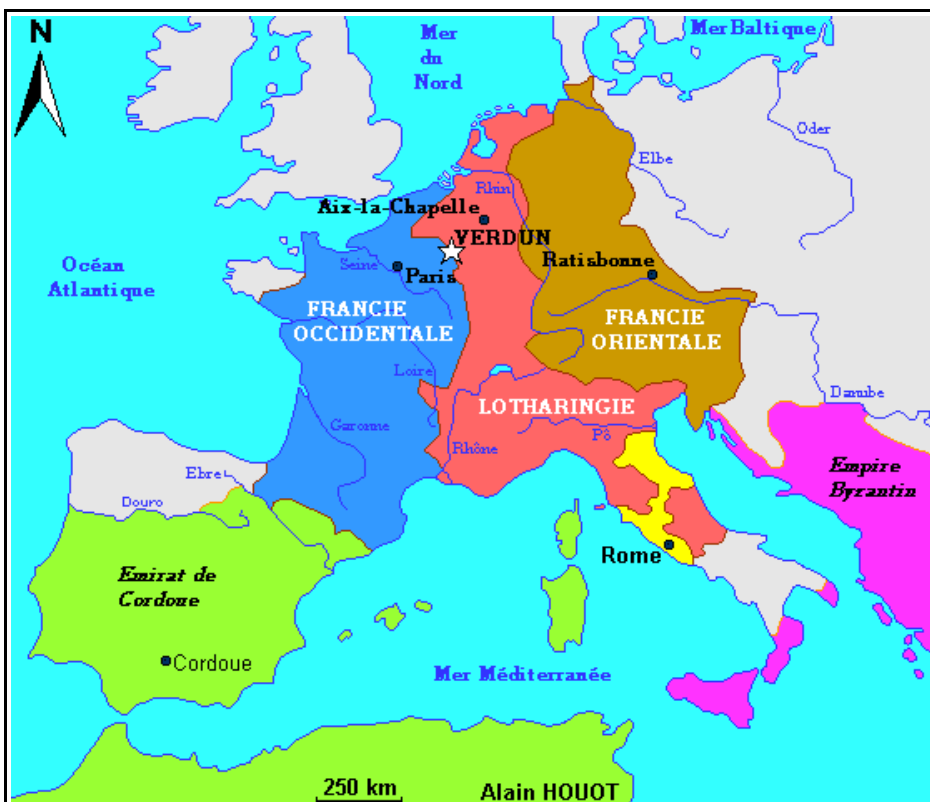 N
Mer
du
Nord
Mer Baltique
Oder
Elbe
Rhin
Aix-la-Chapelle
VERDUN
Océan
Atlantique
Seine
Paris
Ratisbonne
FRANCIE
OCCIDENTALE
FRANCIE
ORIENTALE
Loire
LOTHARINGIE
Danube
Garonne
Rhône
Pô
Ebre
Douro
Empire
Byrantin
Rome
Emirat de
Cordoue
Cordoue
Mer Méditerranée
250 km
Alain HOUOT